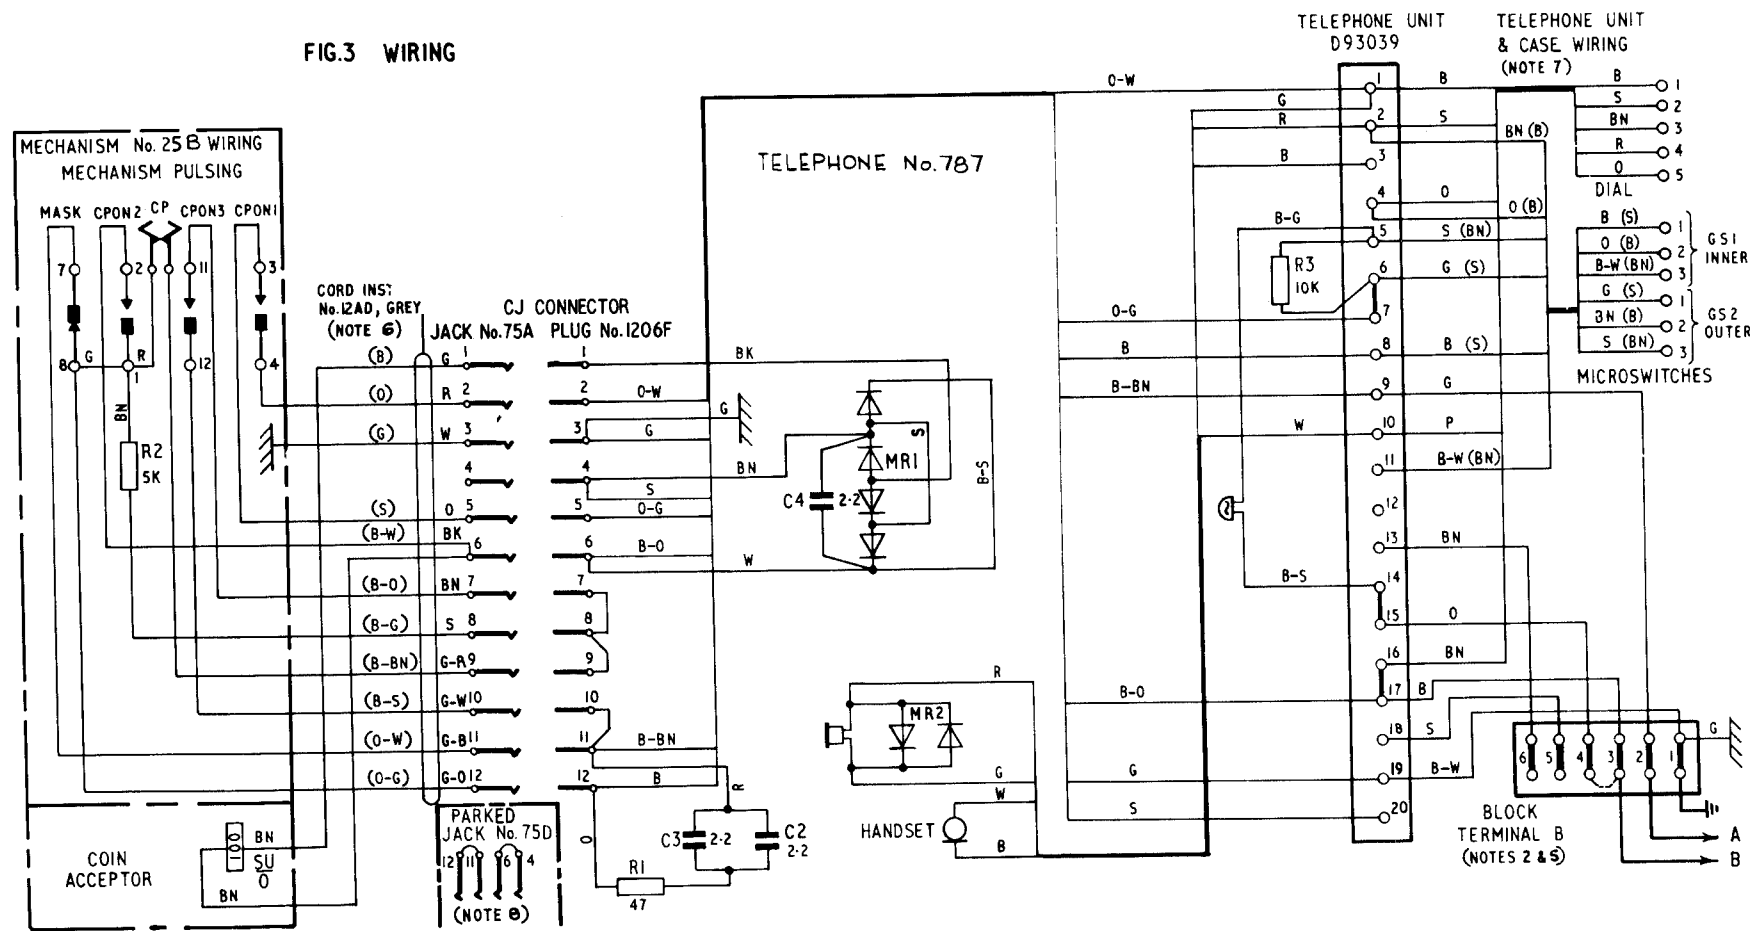 FIG.3 WIRING
TELEPHONE UNIT
D93039
TELEPHONE UNIT
& CASE WIRING
(NOTE 7)
MECHANISM No. 25B WIRING
MECHANISM PULSING
MASK CPON2 CP CPON3 CPON1
7 2 11 3
8 G R 1 12 4
BN
R2
5K
CORD INST
No.12AD, GREY
(NOTE 6)
CJ CONNECTOR
JACK No.75A PLUG No.1206F
(B) G 1 1 BK
(O) R 2 2 O-W
(G) W 3 3 G G
4 4 BN S
(S) O 5 5 O-G
(B-W) BK 6 6 B-O W
(B-O) BN 7 7
(B-G) S 8 8
(B-BN) G-R 9 9
(B-S) G-W 10 10
(O-W) G-B 11 11 B-BN
(O-G) G-O 12 12 B
COIN
ACCEPTOR
100
BN
SU
O
BN
PARKED
JACK No. 75D
12 11 6 4
(NOTE 8)
TELEPHONE No.787
MR1
C4 2·2
S
B-S
R
O
C3 2·2
C2
2·2
R1
47
MR2
R
G
W
HANDSET
B
O-W
G
R
B
B-G
R3
10K
O-G
B
B-BN
W
B-S
B-O
G
S
1 B
2 S BN (B)
3
4 O O (B)
5 S (BN)
6 G (S)
7
8 B (S)
9 G
10 P
11 B-W (BN)
12
13 BN
14
15 O
16 BN
17 B
18 S
19 B-W
20
B 1
S 2
BN 3
R 4
O 5
DIAL
B (S) 1
O (B) 2
B-W (BN) 3
GS1
INNER
G (S) 1
BN (B) 2
S (BN) 3
GS2
OUTER
MICROSWITCHES
6 5 4 3 2 1
G
BLOCK
TERMINAL B
(NOTES 2 & 5)
A
B